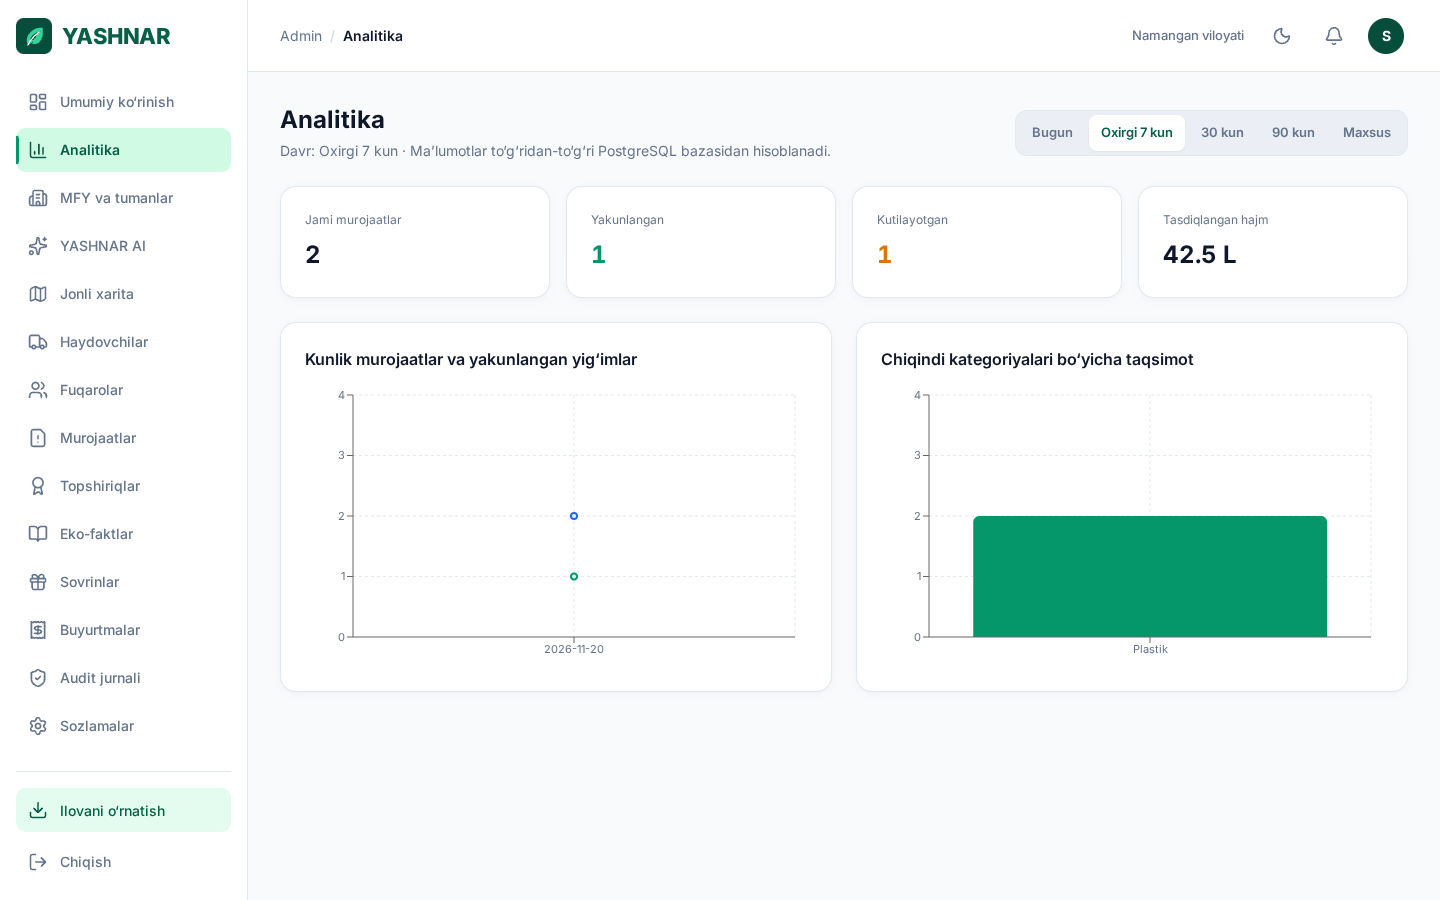 YASHNAR
Umumiy ko‘rinish
Analitika
MFY va tumanlar
YASHNAR AI
Jonli xarita
Haydovchilar
Fuqarolar
Murojaatlar
Topshiriqlar
Eko-faktlar
Sovrinlar
Buyurtmalar
Audit jurnali
Sozlamalar
Ilovani o‘rnatish
Chiqish
Admin / Analitika
Namangan viloyati
S
Analitika
Davr: Oxirgi 7 kun · Ma’lumotlar to‘g‘ridan-to‘g‘ri PostgreSQL bazasidan hisoblanadi.
Bugun Oxirgi 7 kun 30 kun 90 kun Maxsus
Jami murojaatlar
2
Yakunlangan
1
Kutilayotgan
1
Tasdiqlangan hajm
42.5 L
Kunlik murojaatlar va yakunlangan yig‘imlar
4
3
2
1
0
2026-11-20
Chiqindi kategoriyalari bo‘yicha taqsimot
4
3
2
1
0
Plastik